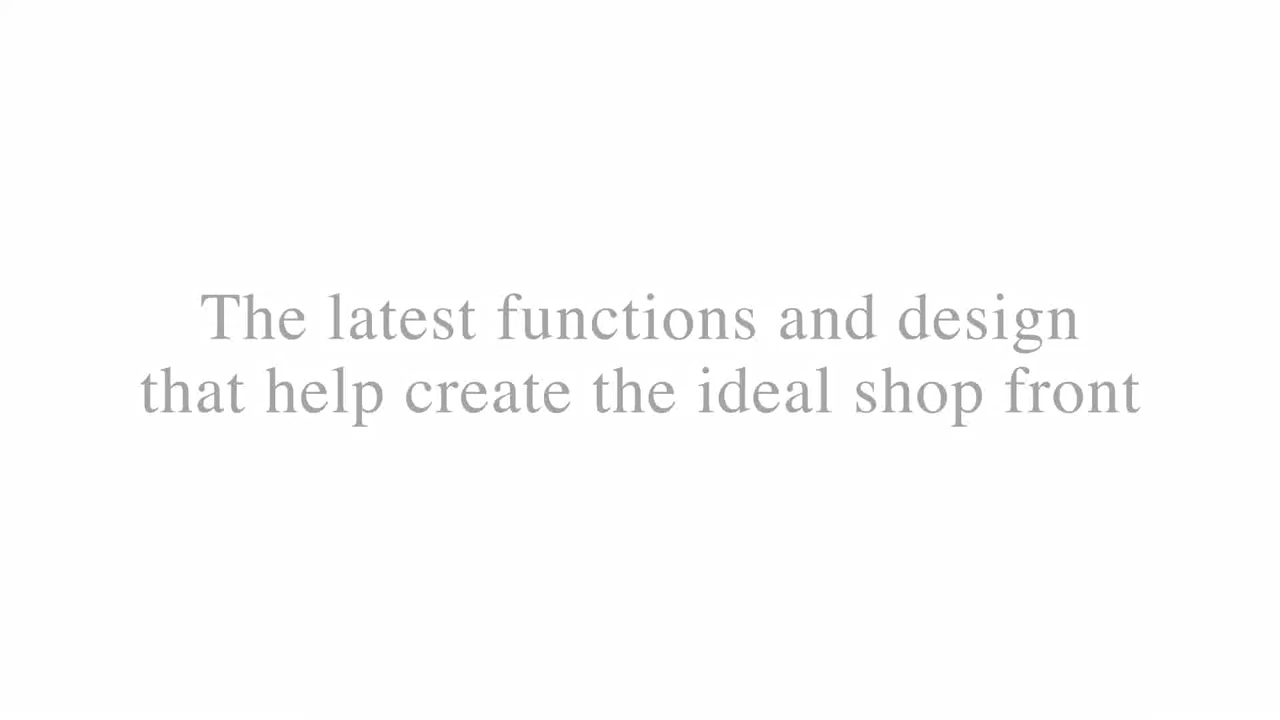 The latest functions and design
that help create the ideal shop front